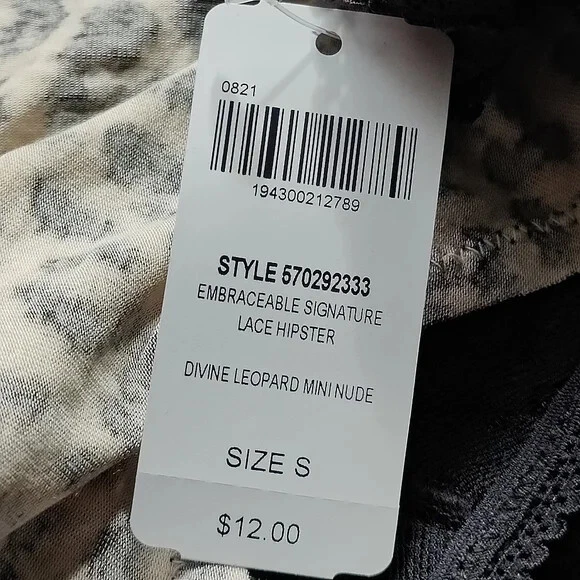 0821
194300212789
STYLE 570292333
EMBRACEABLE SIGNATURE
LACE HIPSTER
DIVINE LEOPARD MINI NUDE
SIZE S
$12.00